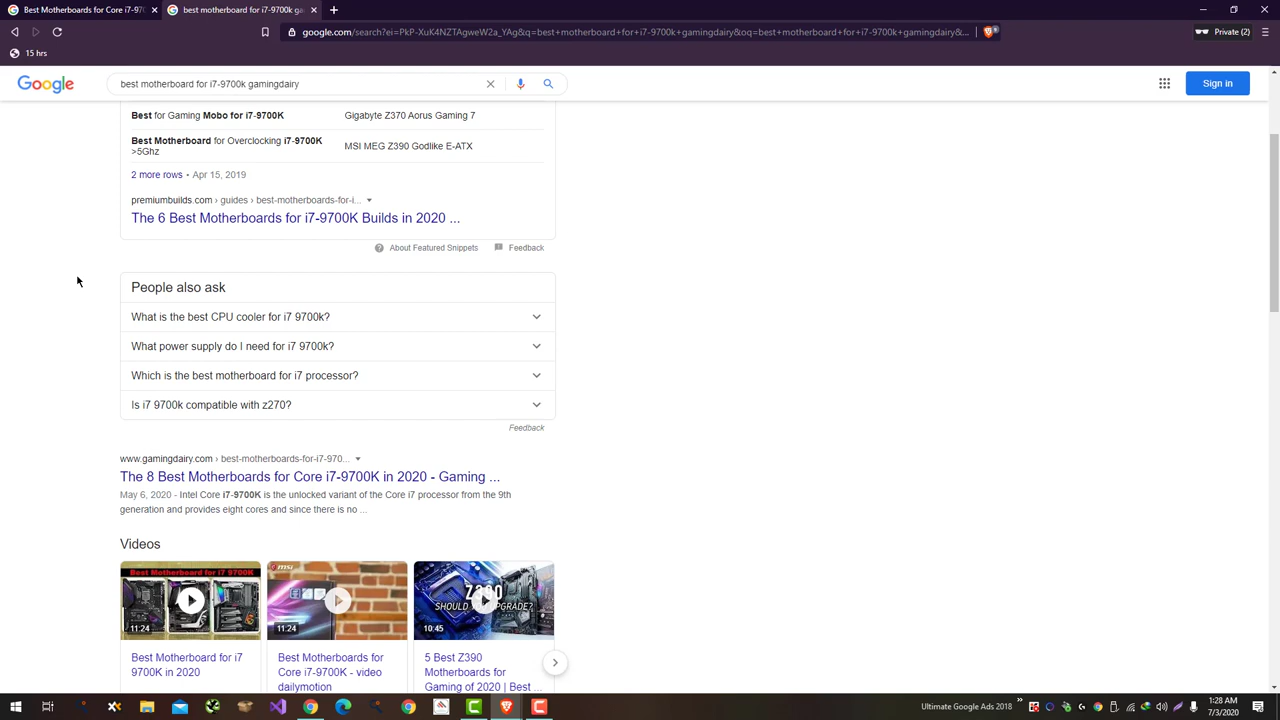 Best Motherboards for Core i7-9700
best motherboard for i7-9700k ga
google.com/search?ei=PkP-XuK4NZTAgweW2a_YAg&q=best+motherboard+for+i7-9700k+gamingdairy&oq=best+motherboard+for+i7-9700k+gamingdairy&...
Private (2)
15 hrs
Google
best motherboard for i7-9700k gamingdairy
Sign in
Best for Gaming Mobo for i7-9700K
Gigabyte Z370 Aorus Gaming 7
Best Motherboard for Overclocking i7-9700K
>5Ghz
MSI MEG Z390 Godlike E-ATX
2 more rows • Apr 15, 2019
premiumbuilds.com › guides › best-motherboards-for-i...
The 6 Best Motherboards for i7-9700K Builds in 2020 ...
About Featured Snippets
Feedback
People also ask
What is the best CPU cooler for i7 9700k?
What power supply do I need for i7 9700k?
Which is the best motherboard for i7 processor?
Is i7 9700k compatible with z270?
Feedback
www.gamingdairy.com › best-motherboards-for-i7-970...
The 8 Best Motherboards for Core i7-9700K in 2020 - Gaming ...
May 6, 2020 - Intel Core i7-9700K is the unlocked variant of the Core i7 processor from the 9th
generation and provides eight cores and since there is no ...
Videos
Best Motherboard for i7 9700K
11:24
msi
11:24
Z390
SHOULD U UPGRADE?
10:45
Best Motherboard for i7
9700K in 2020
Best Motherboards for
Core i7-9700K - video
dailymotion
5 Best Z390
Motherboards for
Gaming of 2020 | Best ...
Ultimate Google Ads 2018
1:28 AM
7/3/2020